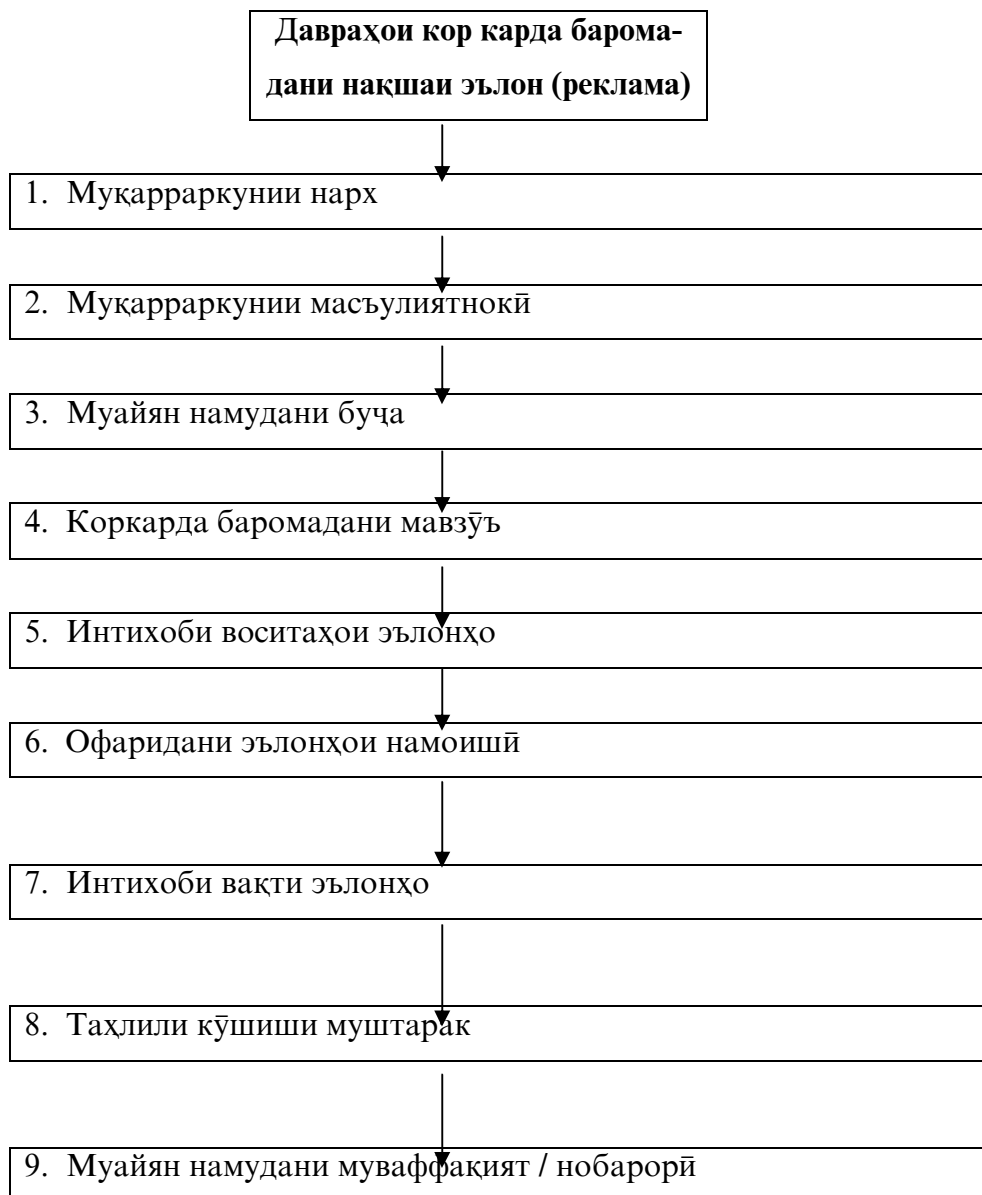 Давраҳои кор карда барома-
дани нақшаи эълон (реклама)
1. Муқарраркунии нарх
2. Муқарраркунии масъулиятнокӣ
3. Муайян намудани буҷа
4. Коркарда баромадани мавзӯъ
5. Интихоби воситаҳои эълонҳо
6. Офаридани эълонҳои намоишӣ
7. Интихоби вақти эълонҳо
8. Таҳлили кӯшиши муштарак
9. Муайян намудани муваффақият / нобарорӣ